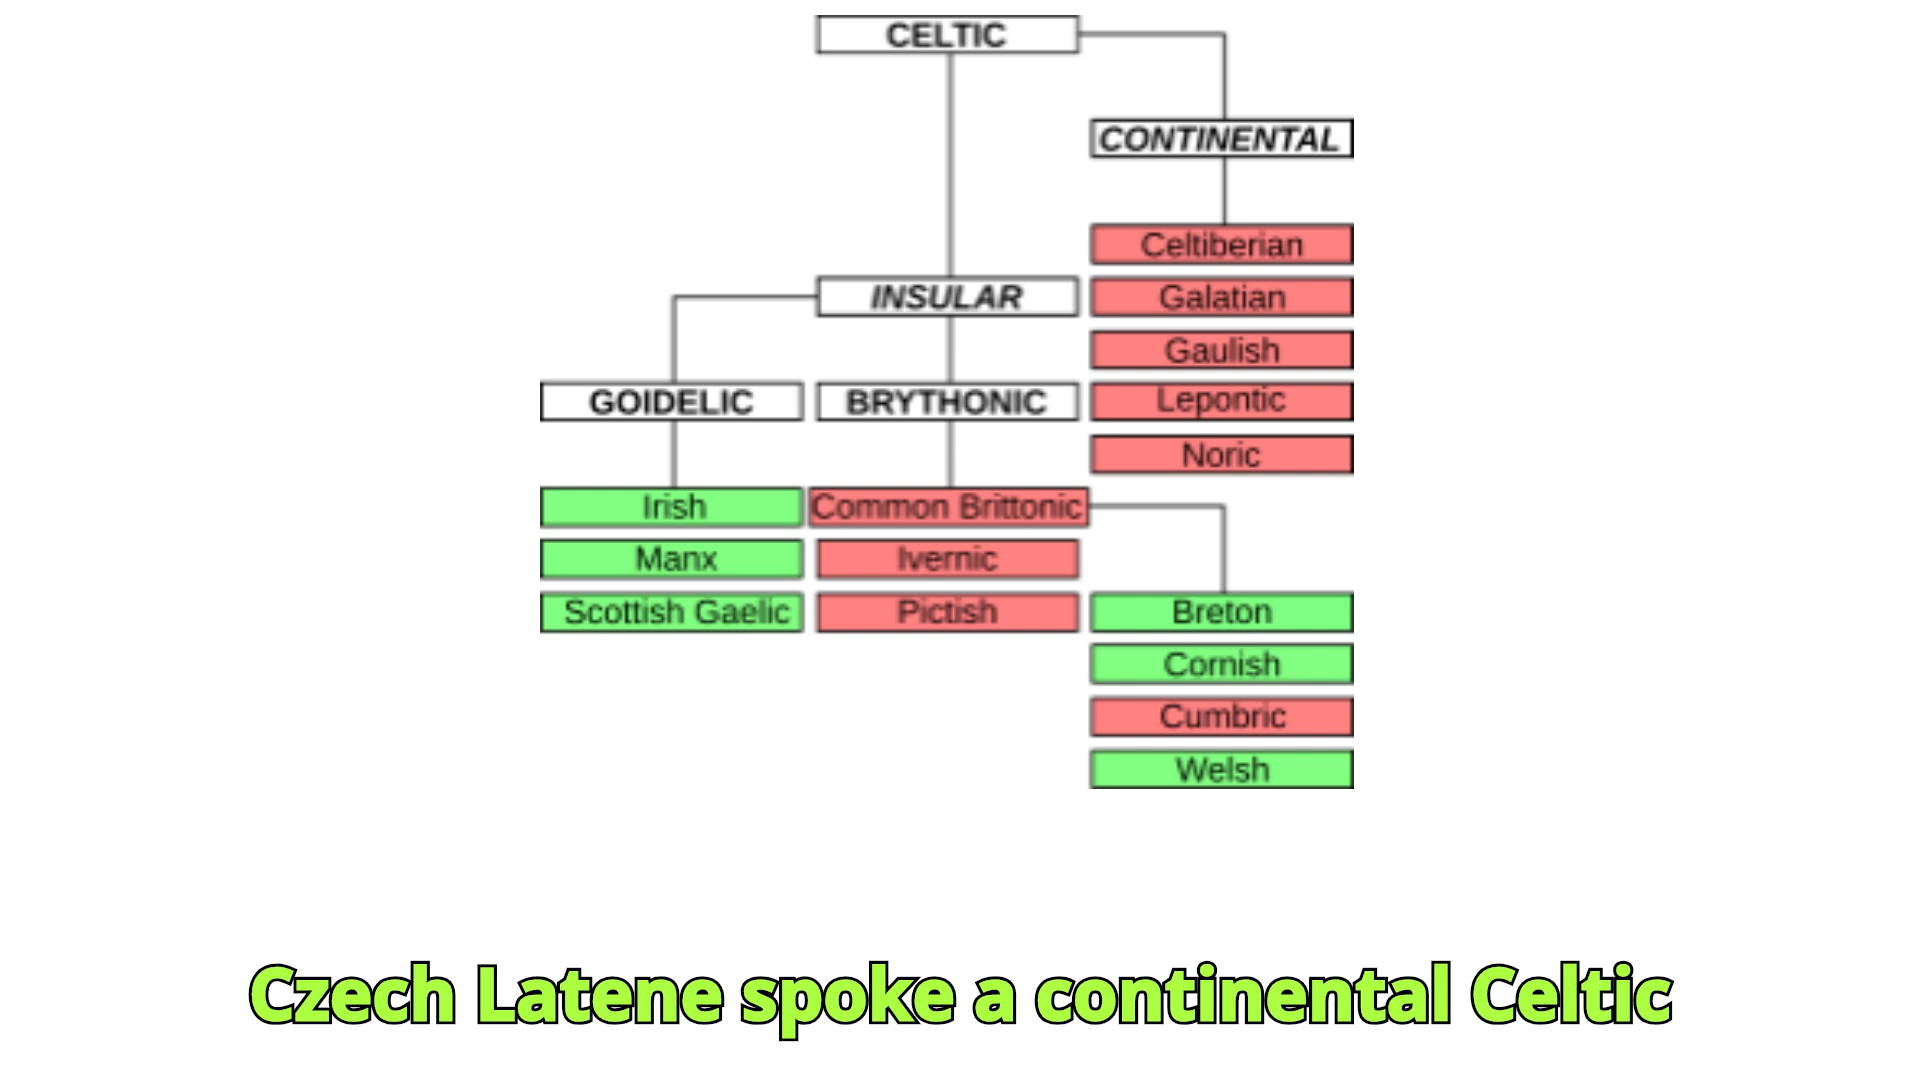 CELTIC
CONTINENTAL
Celtiberian
INSULAR
Galatian
Gaulish
GOIDELIC
BRYTHONIC
Lepontic
Noric
Irish
Common Brittonic
Manx
Ivernic
Scottish Gaelic
Pictish
Breton
Cornish
Cumbric
Welsh
Czech Latene spoke a continental Celtic